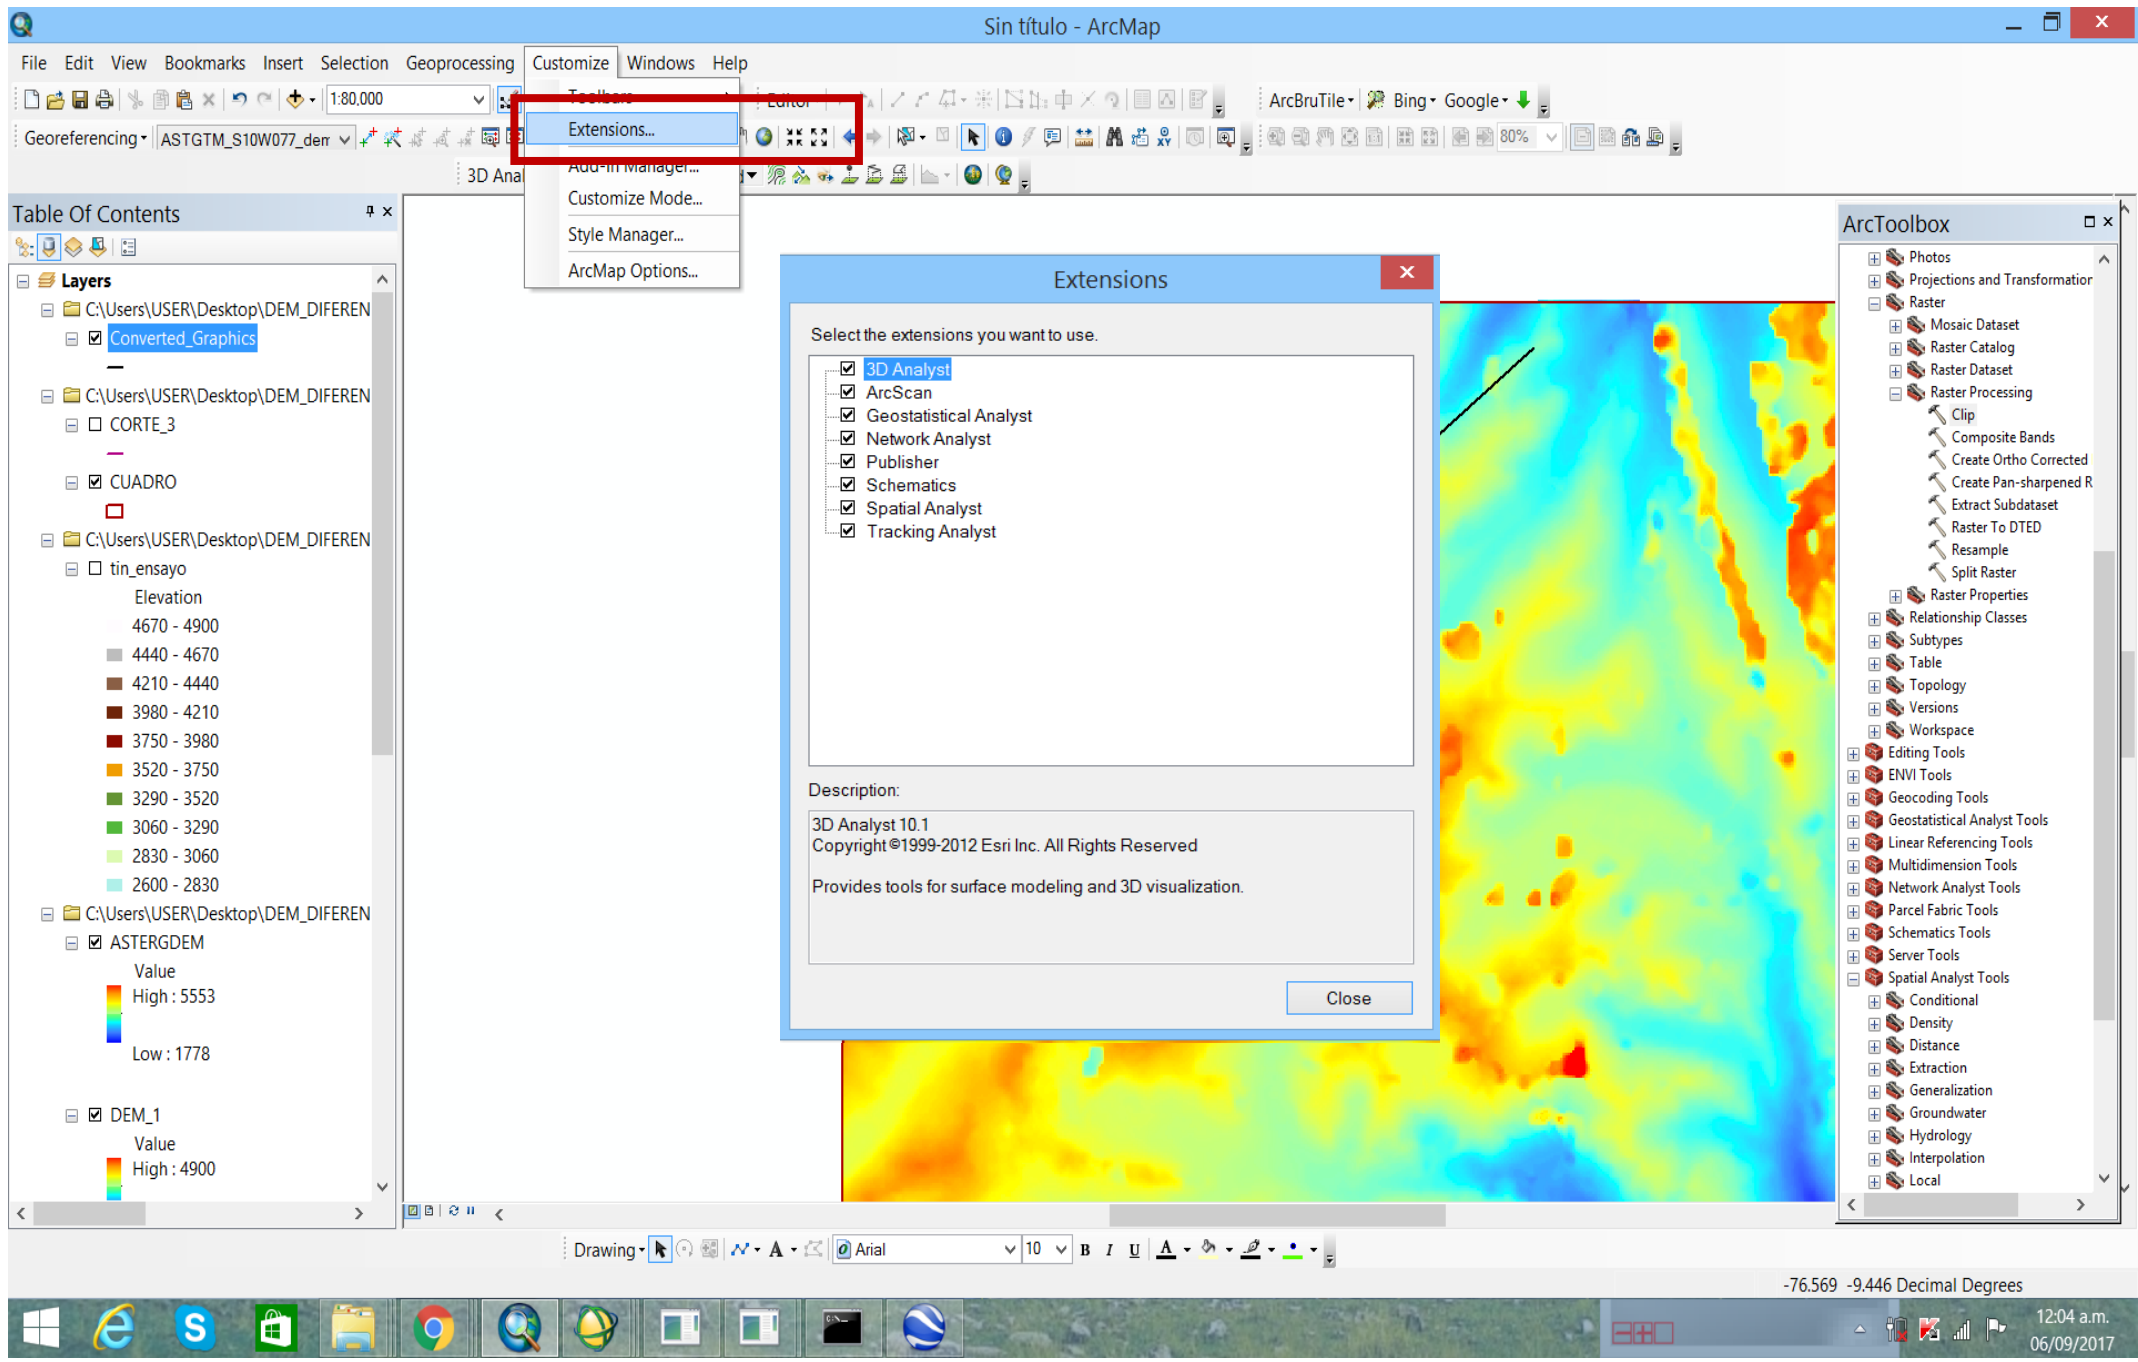 Sin título - ArcMap
File Edit View Bookmarks Insert Selection Geoprocessing Customize Windows Help
1:80,000
ArcBruTile Bing Google
Extensions...
Georeferencing ASTGTM_S10W077_dem
80%
Add-In Manager...
3D Anal
Customize Mode...
Style Manager...
ArcMap Options...
Table Of Contents
Layers
C:\Users\USER\Desktop\DEM_DIFEREN
Converted_Graphics
C:\Users\USER\Desktop\DEM_DIFEREN
CORTE_3
CUADRO
C:\Users\USER\Desktop\DEM_DIFEREN
tin_ensayo
Elevation
4670 - 4900
4440 - 4670
4210 - 4440
3980 - 4210
3750 - 3980
3520 - 3750
3290 - 3520
3060 - 3290
2830 - 3060
2600 - 2830
C:\Users\USER\Desktop\DEM_DIFEREN
ASTERGDEM
Value
High : 5553
Low : 1778
DEM_1
Value
High : 4900
Extensions
Select the extensions you want to use.
3D Analyst
ArcScan
Geostatistical Analyst
Network Analyst
Publisher
Schematics
Spatial Analyst
Tracking Analyst
Description:
3D Analyst 10.1
Copyright ©1999-2012 Esri Inc. All Rights Reserved
Provides tools for surface modeling and 3D visualization.
Close
ArcToolbox
Photos
Projections and Transformation
Raster
Mosaic Dataset
Raster Catalog
Raster Dataset
Raster Processing
Clip
Composite Bands
Create Ortho Corrected
Create Pan-sharpened R
Extract Subdataset
Raster To DTED
Resample
Split Raster
Raster Properties
Relationship Classes
Subtypes
Table
Topology
Versions
Workspace
Editing Tools
ENVI Tools
Geocoding Tools
Geostatistical Analyst Tools
Linear Referencing Tools
Multidimension Tools
Network Analyst Tools
Parcel Fabric Tools
Schematics Tools
Server Tools
Spatial Analyst Tools
Conditional
Density
Distance
Extraction
Generalization
Groundwater
Hydrology
Interpolation
Local
Drawing A Arial 10 B I U A
-76.569 -9.446 Decimal Degrees
12:04 a.m.
06/09/2017